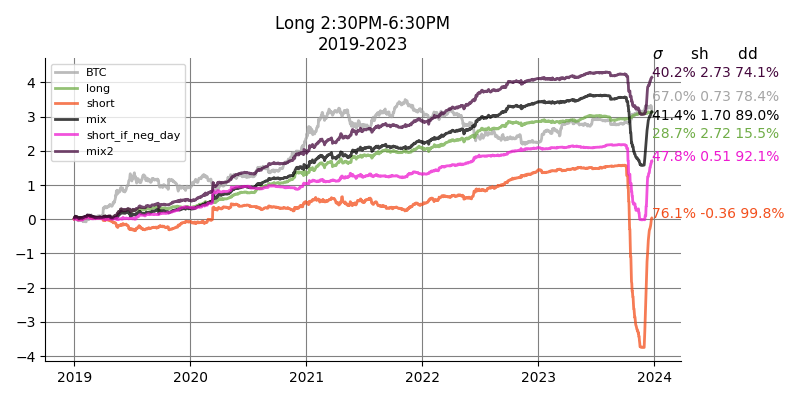 Long 2:30PM-6:30PM
2019-2023
σ sh dd
BTC
long
short
mix
short_if_neg_day
mix2
40.2% 2.73 74.1%
67.0% 0.73 78.4%
41.4% 1.70 89.0%
28.7% 2.72 15.5%
47.8% 0.51 92.1%
76.1% -0.36 99.8%
4
3
2
1
0
−1
−2
−3
−4
2019 2020 2021 2022 2023 2024